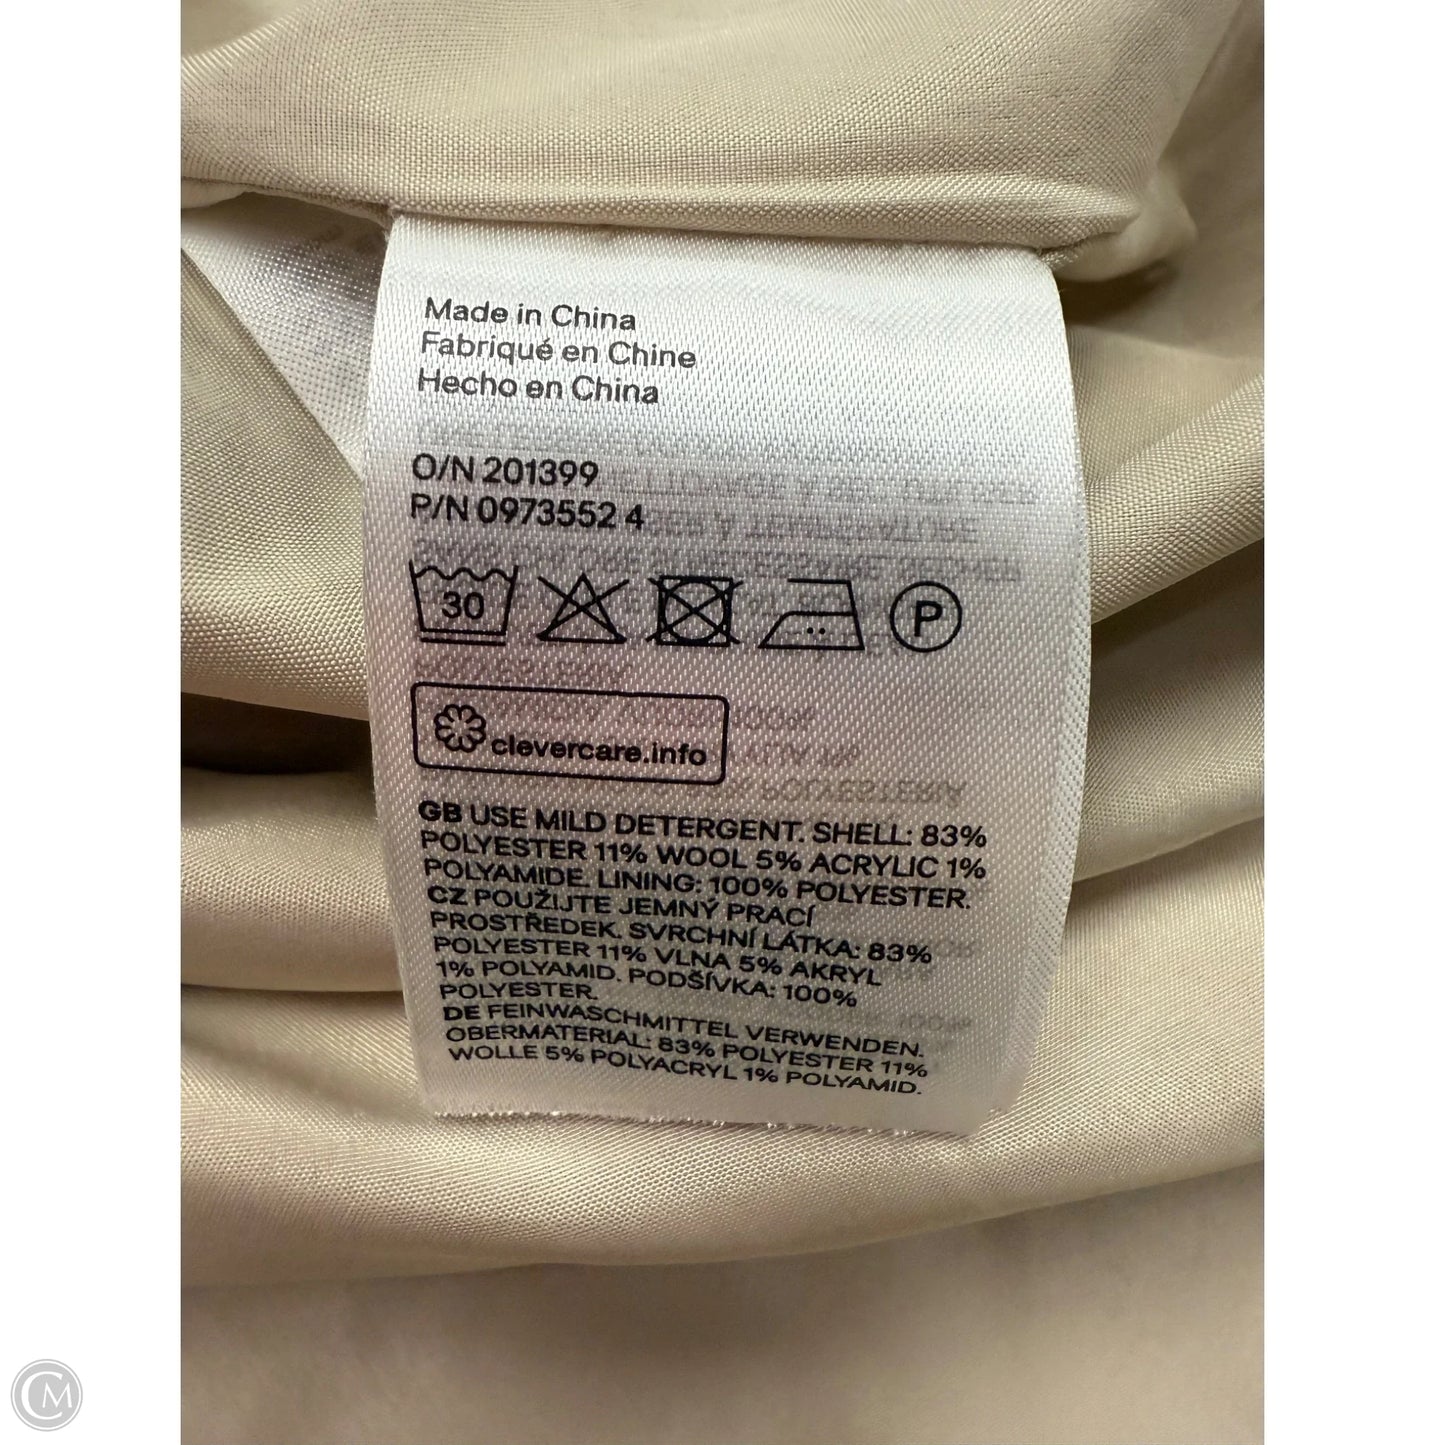 Made in China
Fabriqué en Chine
Hecho en China
O/N 201399
P/N 0973552 4
30
P
clevercare.info
GB USE MILD DETERGENT. SHELL: 83%
POLYESTER 11% WOOL 5% ACRYLIC 1%
POLYAMIDE. LINING: 100% POLYESTER.
CZ POUŽIJTE JEMNÝ PRACÍ
PROSTŘEDEK. SVRCHNÍ LÁTKA: 83%
POLYESTER 11% VLNA 5% AKRYL
1% POLYAMID. PODŠÍVKA: 100%
POLYESTER.
DE FEINWASCHMITTEL VERWENDEN.
OBERMATERIAL: 83% POLYESTER 11%
WOLLE 5% POLYACRYL 1% POLYAMID.
CM